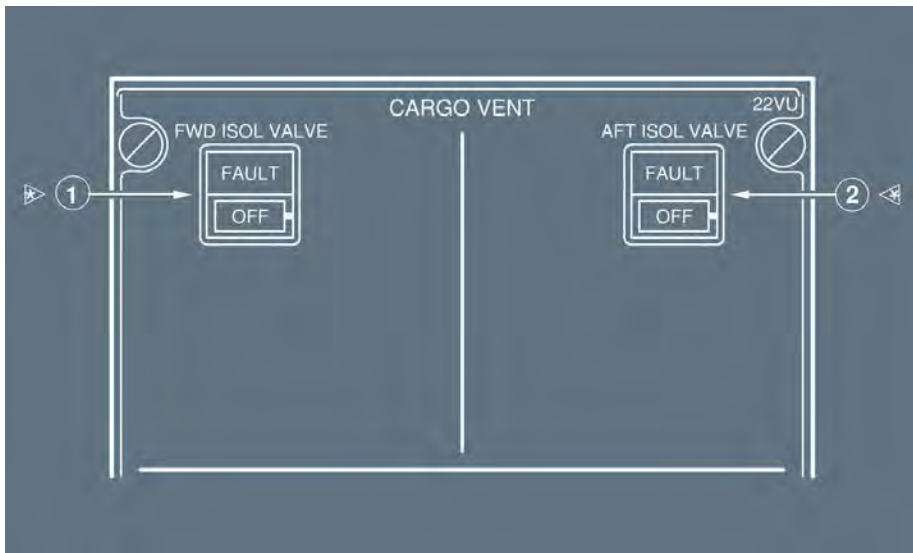 CARGO VENT
22VU
FWD ISOL VALVE
AFT ISOL VALVE
FAULT
FAULT
1
2
OFF
OFF